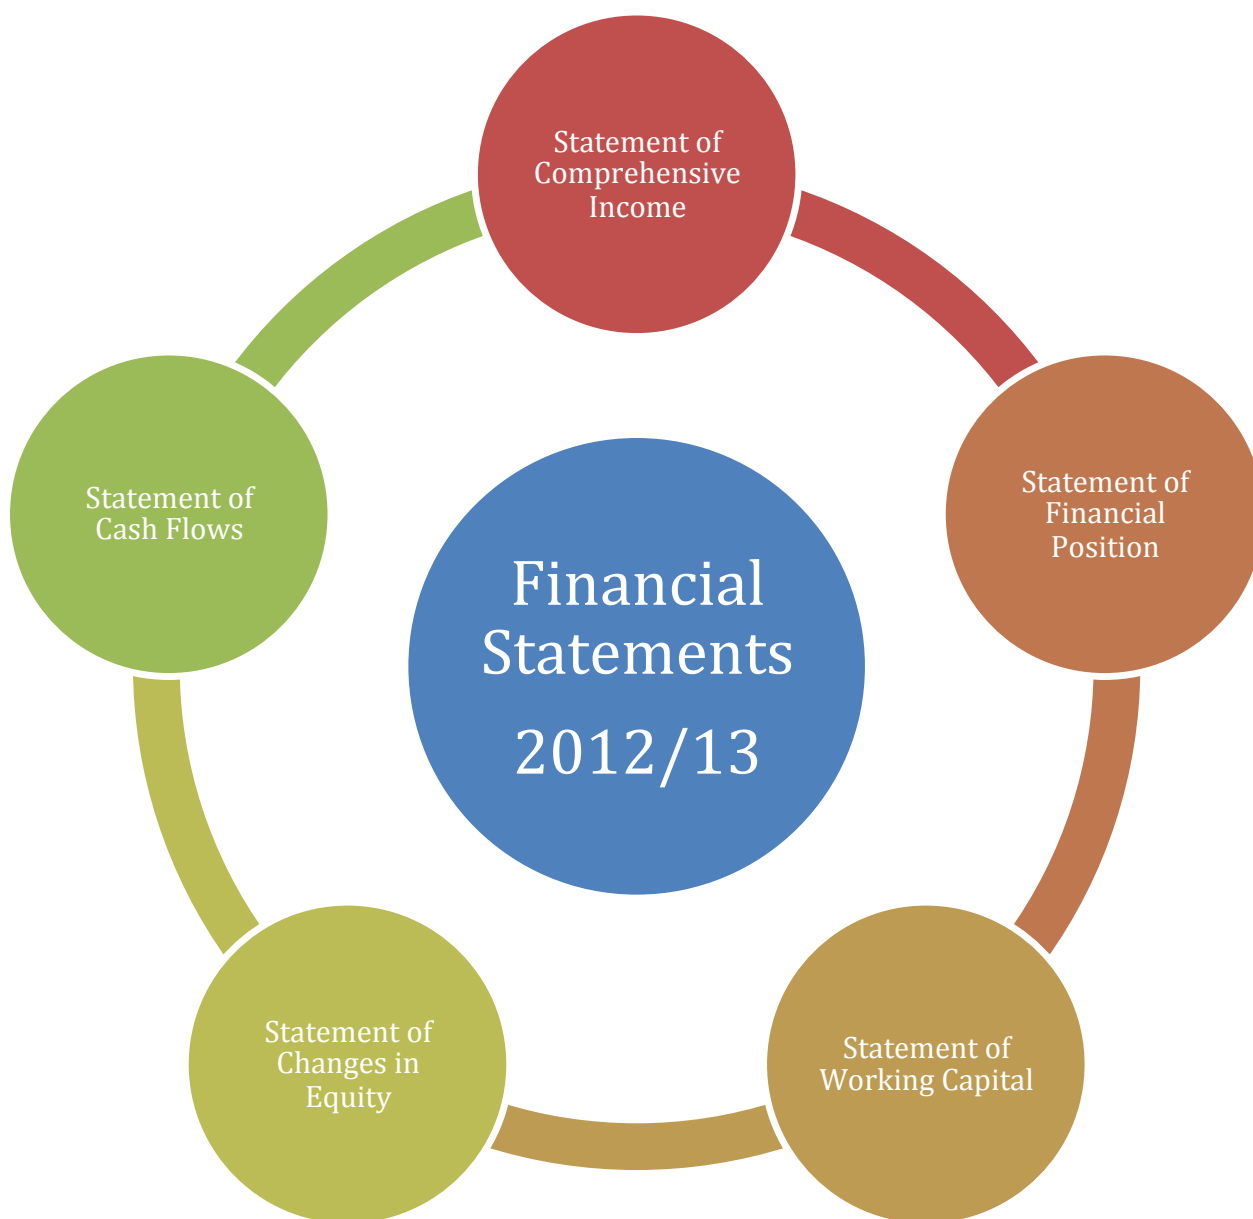 Statement of
Comprehensive
Income
Statement of
Financial
Position
Statement of
Working Capital
Statement of
Changes in
Equity
Statement of
Cash Flows
Financial
Statements
2012/13